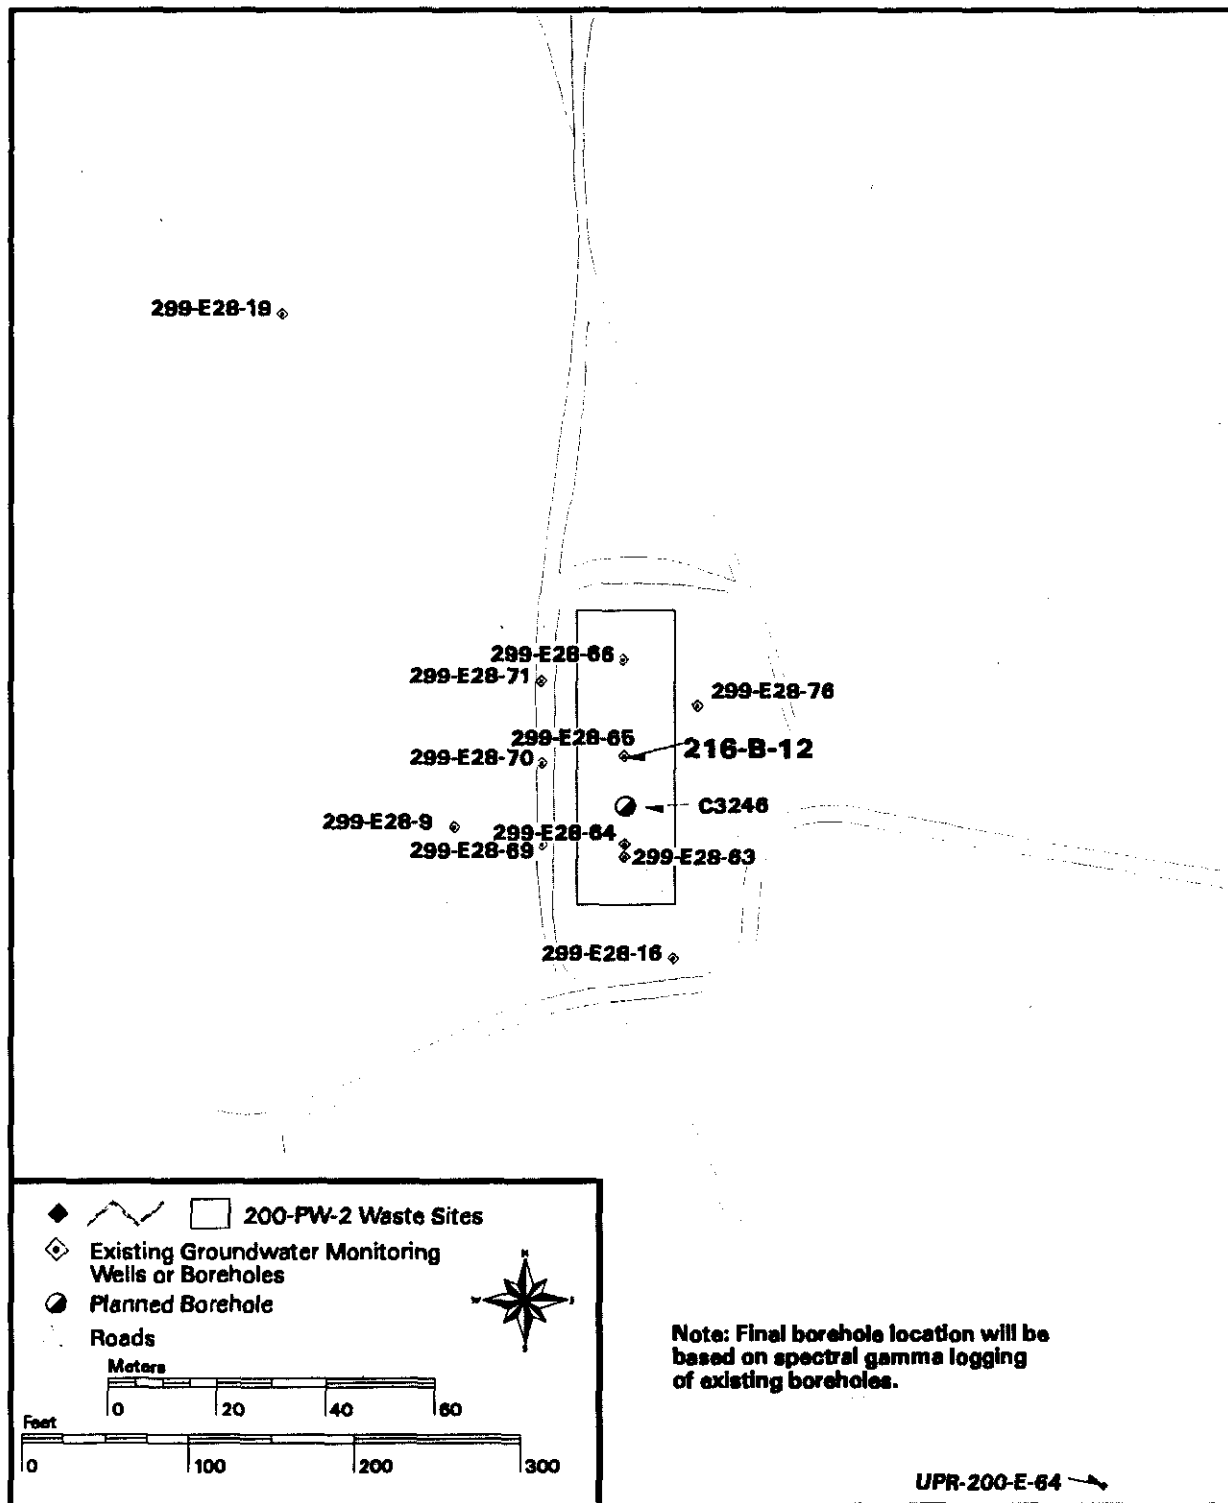 299-E28-19
299-E28-66
299-E28-71
299-E28-76
299-E28-65
216-B-12
299-E28-70
C3246
299-E28-9
299-E28-64
299-E28-69
299-E28-63
299-E28-16
200-PW-2 Waste Sites
Existing Groundwater Monitoring
Wells or Boreholes
Planned Borehole
Roads
N
W
S
Meters
0 20 40 60
Feet
0 100 200 300
Note: Final borehole location will be
based on spectral gamma logging
of existing boreholes.
UPR-200-E-64